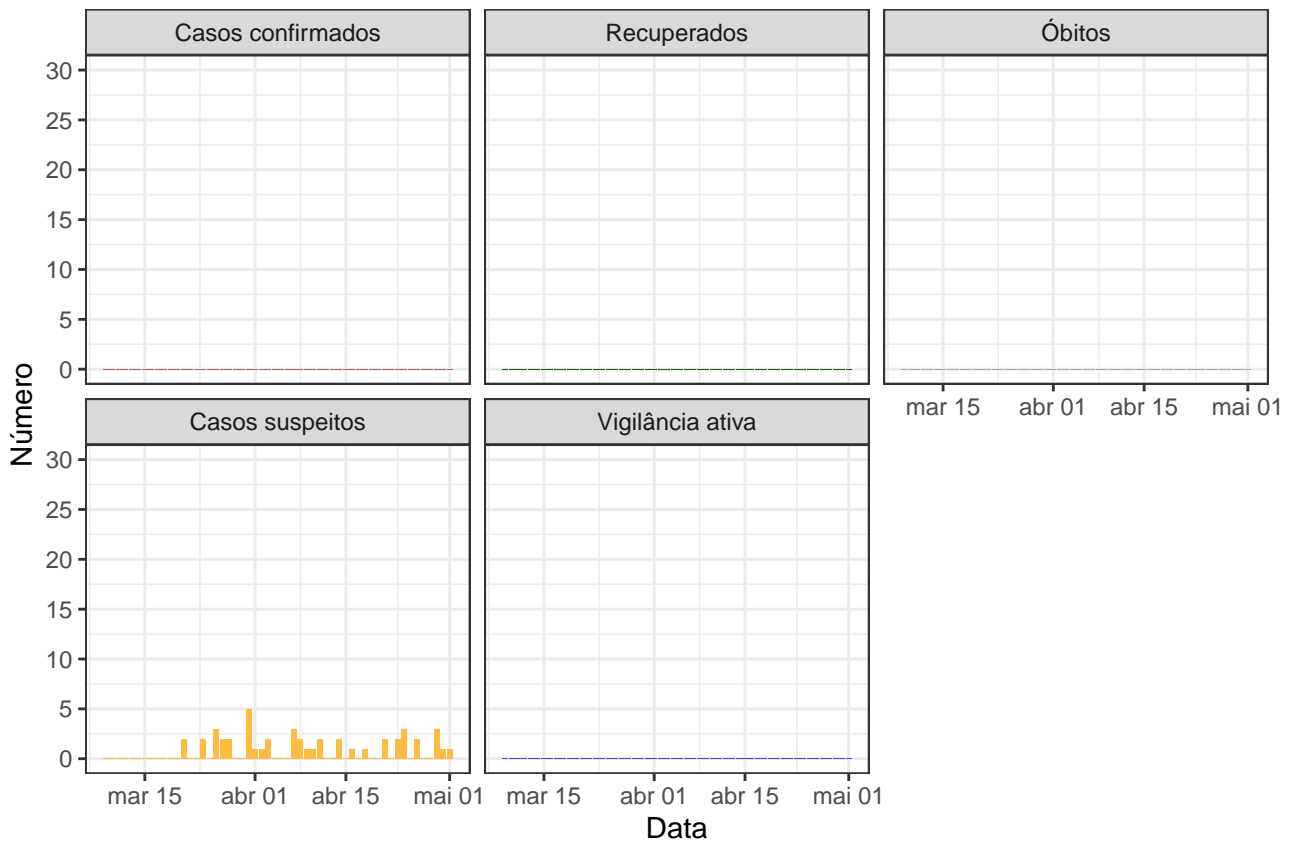 Casos confirmados
Recuperados
Óbitos
30
25
20
15
10
5
0
mar 15 abr 01 abr 15 mai 01
Número
Casos suspeitos
Vigilância ativa
30
25
20
15
10
5
0
mar 15 abr 01 abr 15 mai 01
mar 15 abr 01 abr 15 mai 01
Data